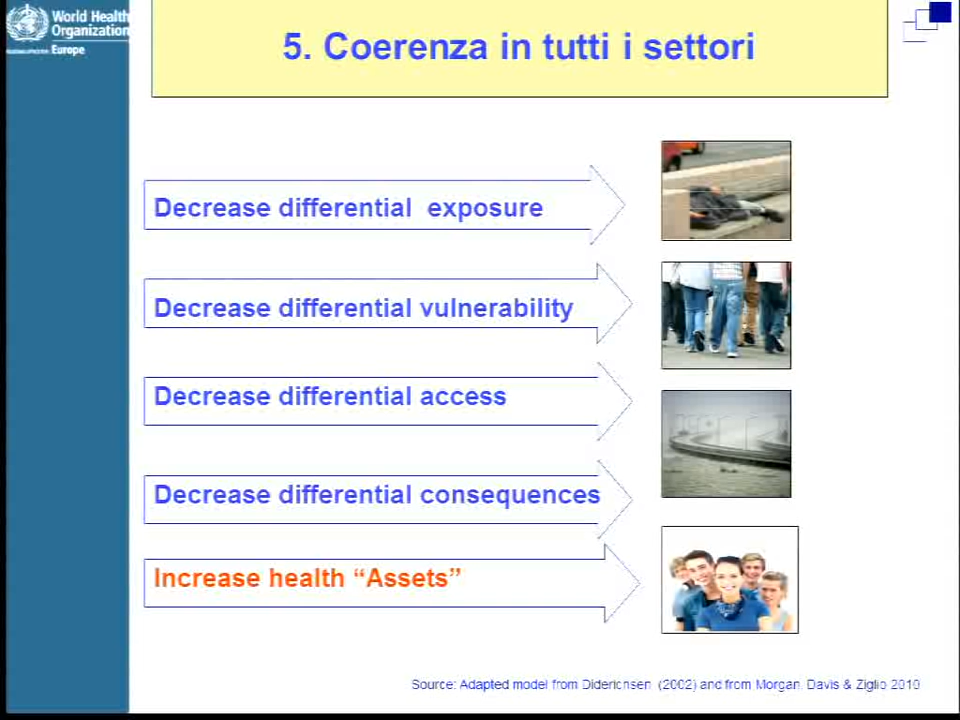 World Health
Organization
Europe
5. Coerenza in tutti i settori
Decrease differential exposure
Decrease differential vulnerability
Decrease differential access
Decrease differential consequences
Increase health “Assets”
Source: Adapted model from Diderichsen (2002) and from Morgan, Davis & Ziglio 2010